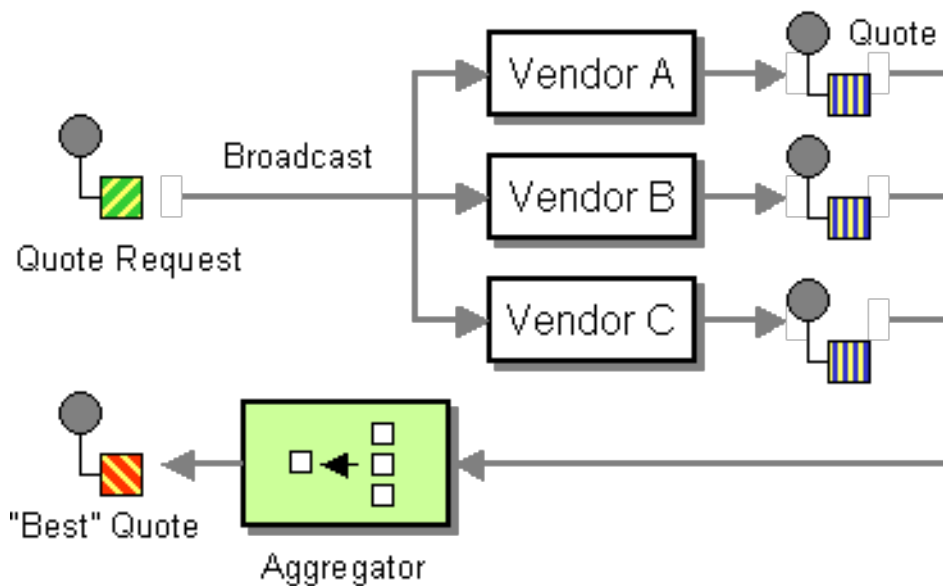 Quote
Vendor A
Broadcast
Vendor B
Quote Request
Vendor C
"Best" Quote
Aggregator